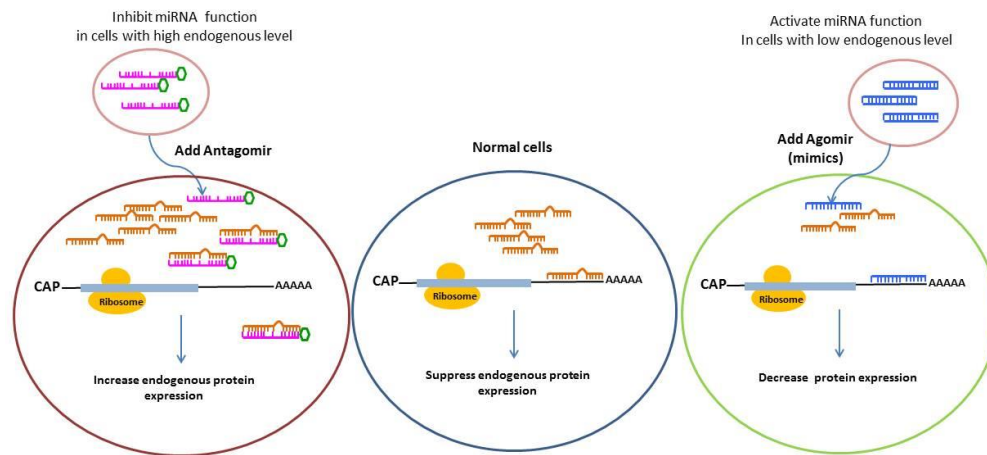 Inhibit miRNA function
in cells with high endogenous level
Activate miRNA function
In cells with low endogenous level
Add Antagomir
Normal cells
Add Agomir
(mimics)
CAP
Ribosome
AAAAA
Increase endogenous protein
expression
CAP
Ribosome
AAAAA
Suppress endogenous protein
expression
CAP
Ribosome
AAAAA
Decrease protein expression